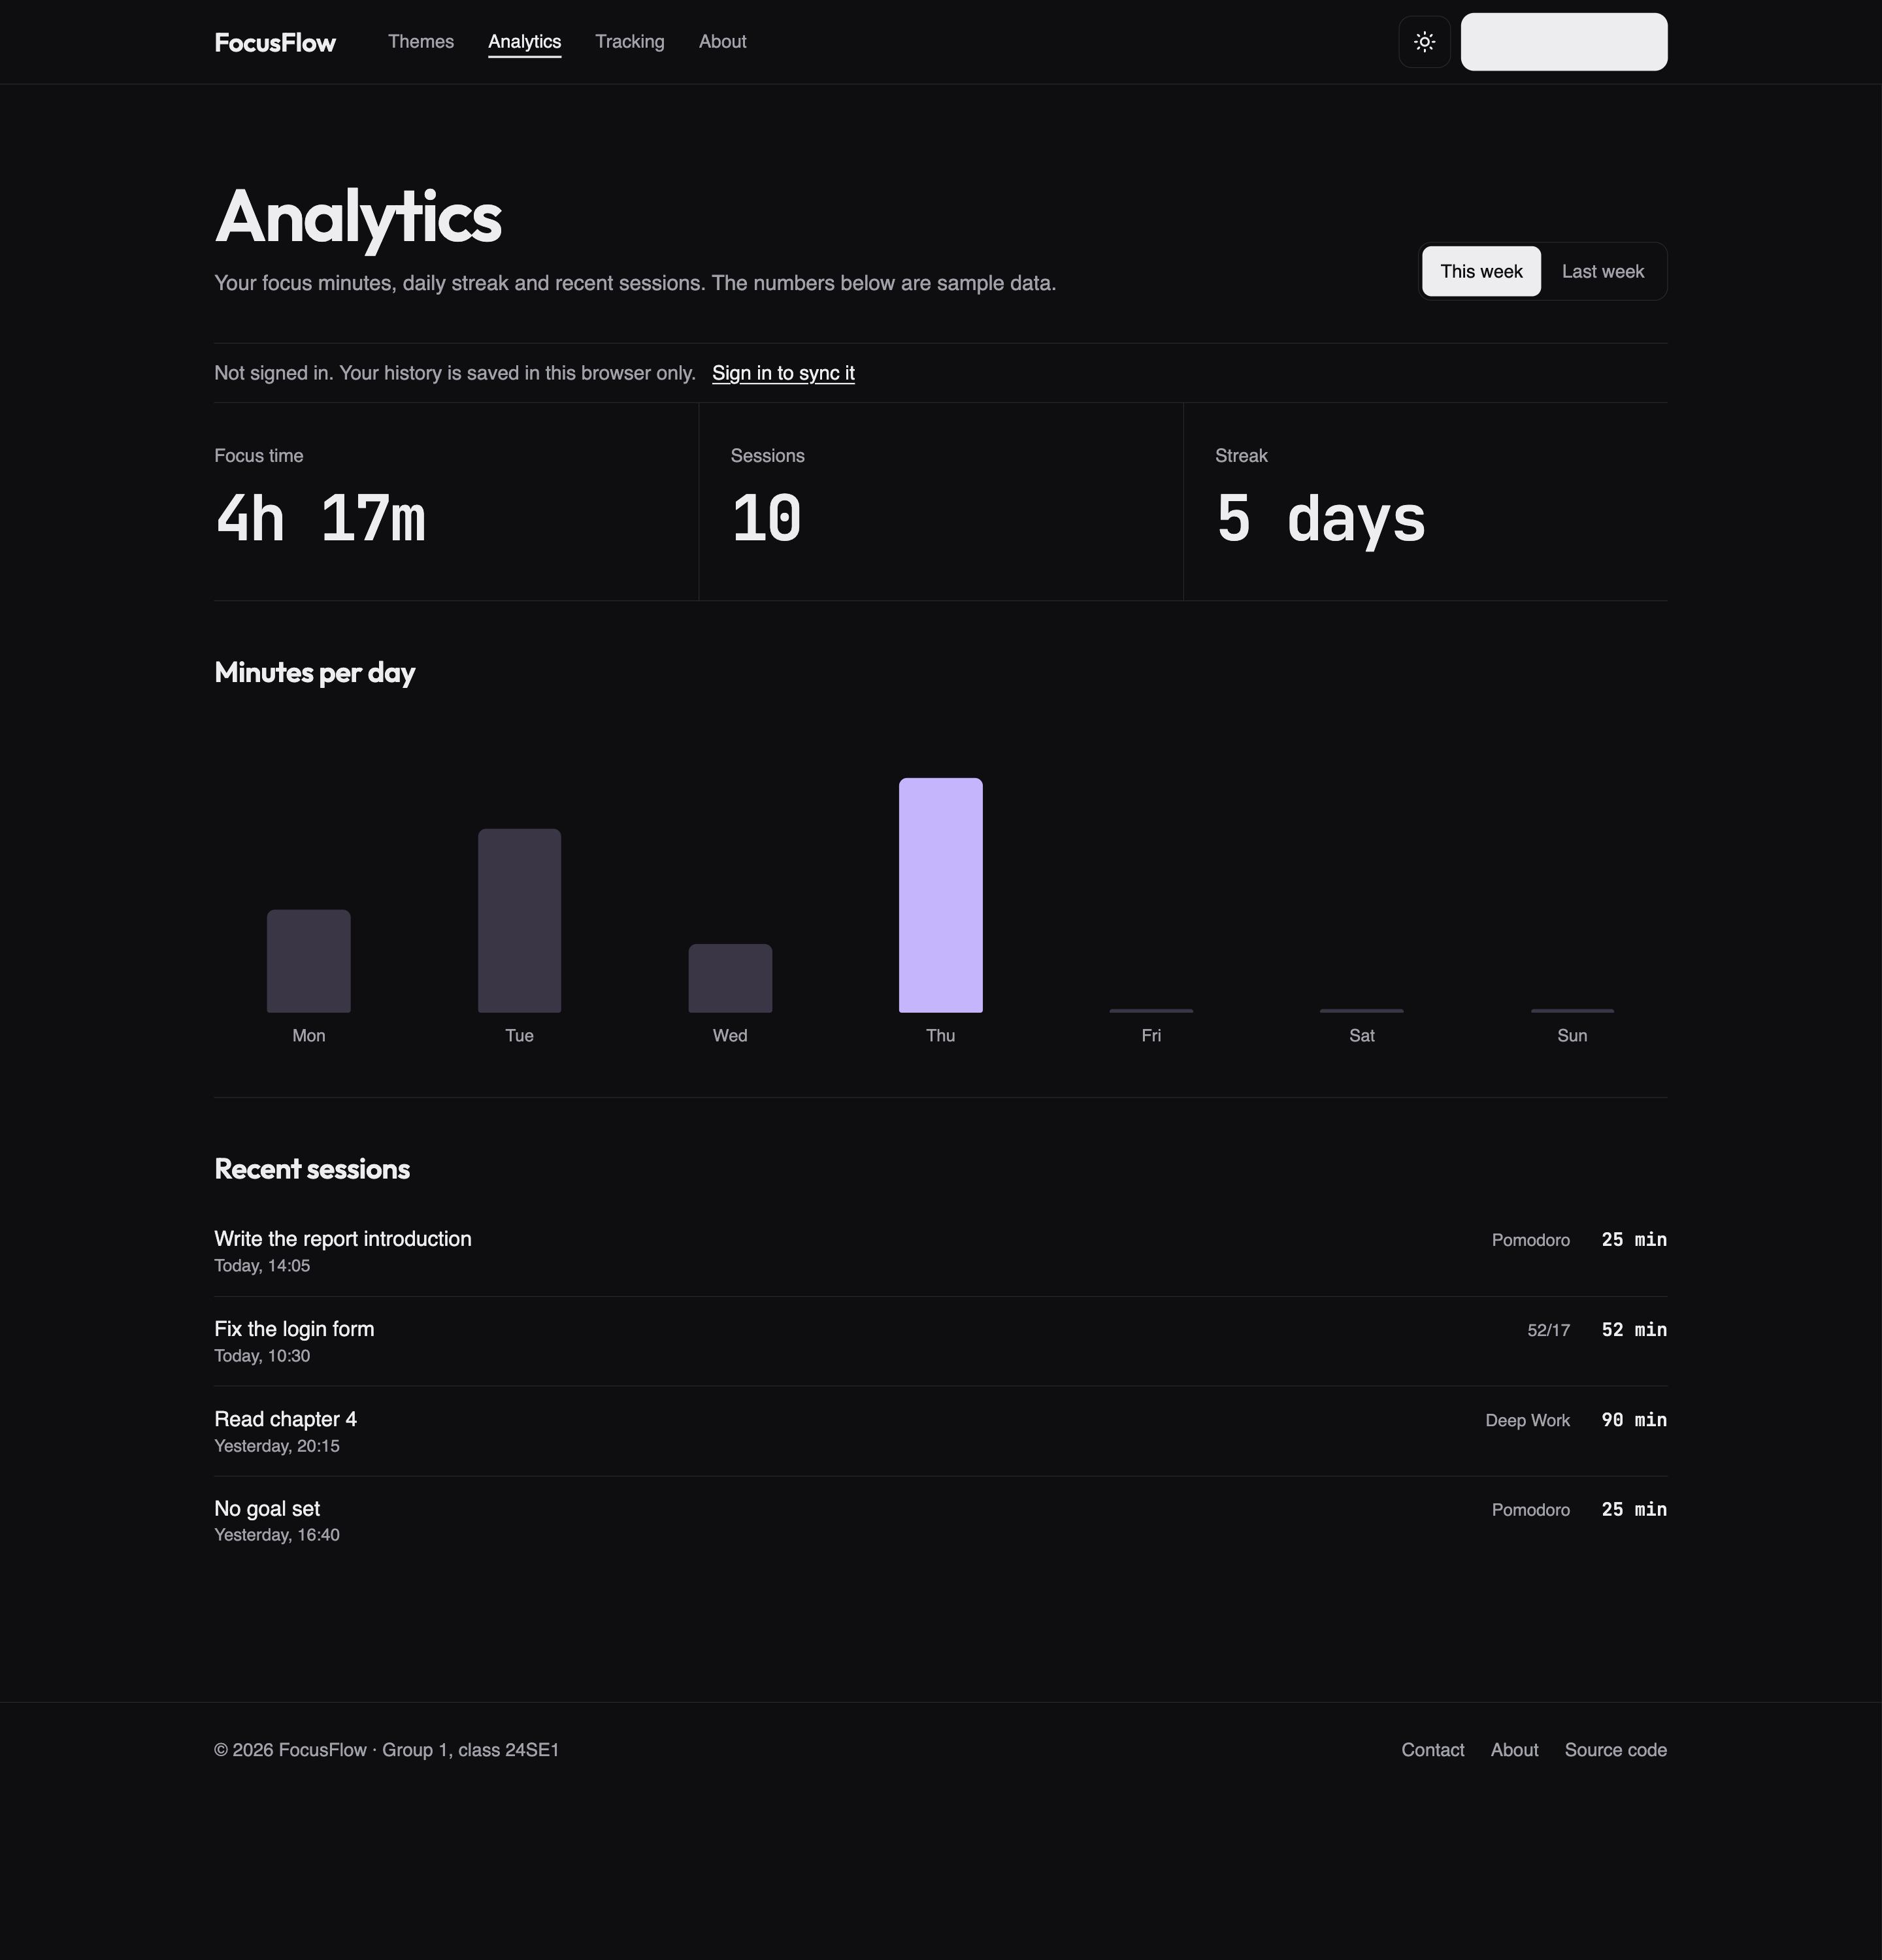 FocusFlow Themes Analytics Tracking About
Analytics
Your focus minutes, daily streak and recent sessions. The numbers below are sample data.
This week Last week
Not signed in. Your history is saved in this browser only. Sign in to sync it
Focus time Sessions Streak
4h 17m 10 5 days
Minutes per day
Mon Tue Wed Thu Fri Sat Sun
Recent sessions
Write the report introduction Pomodoro 25 min
Today, 14:05
Fix the login form 52/17 52 min
Today, 10:30
Read chapter 4 Deep Work 90 min
Yesterday, 20:15
No goal set Pomodoro 25 min
Yesterday, 16:40
© 2026 FocusFlow · Group 1, class 24SE1 Contact About Source code